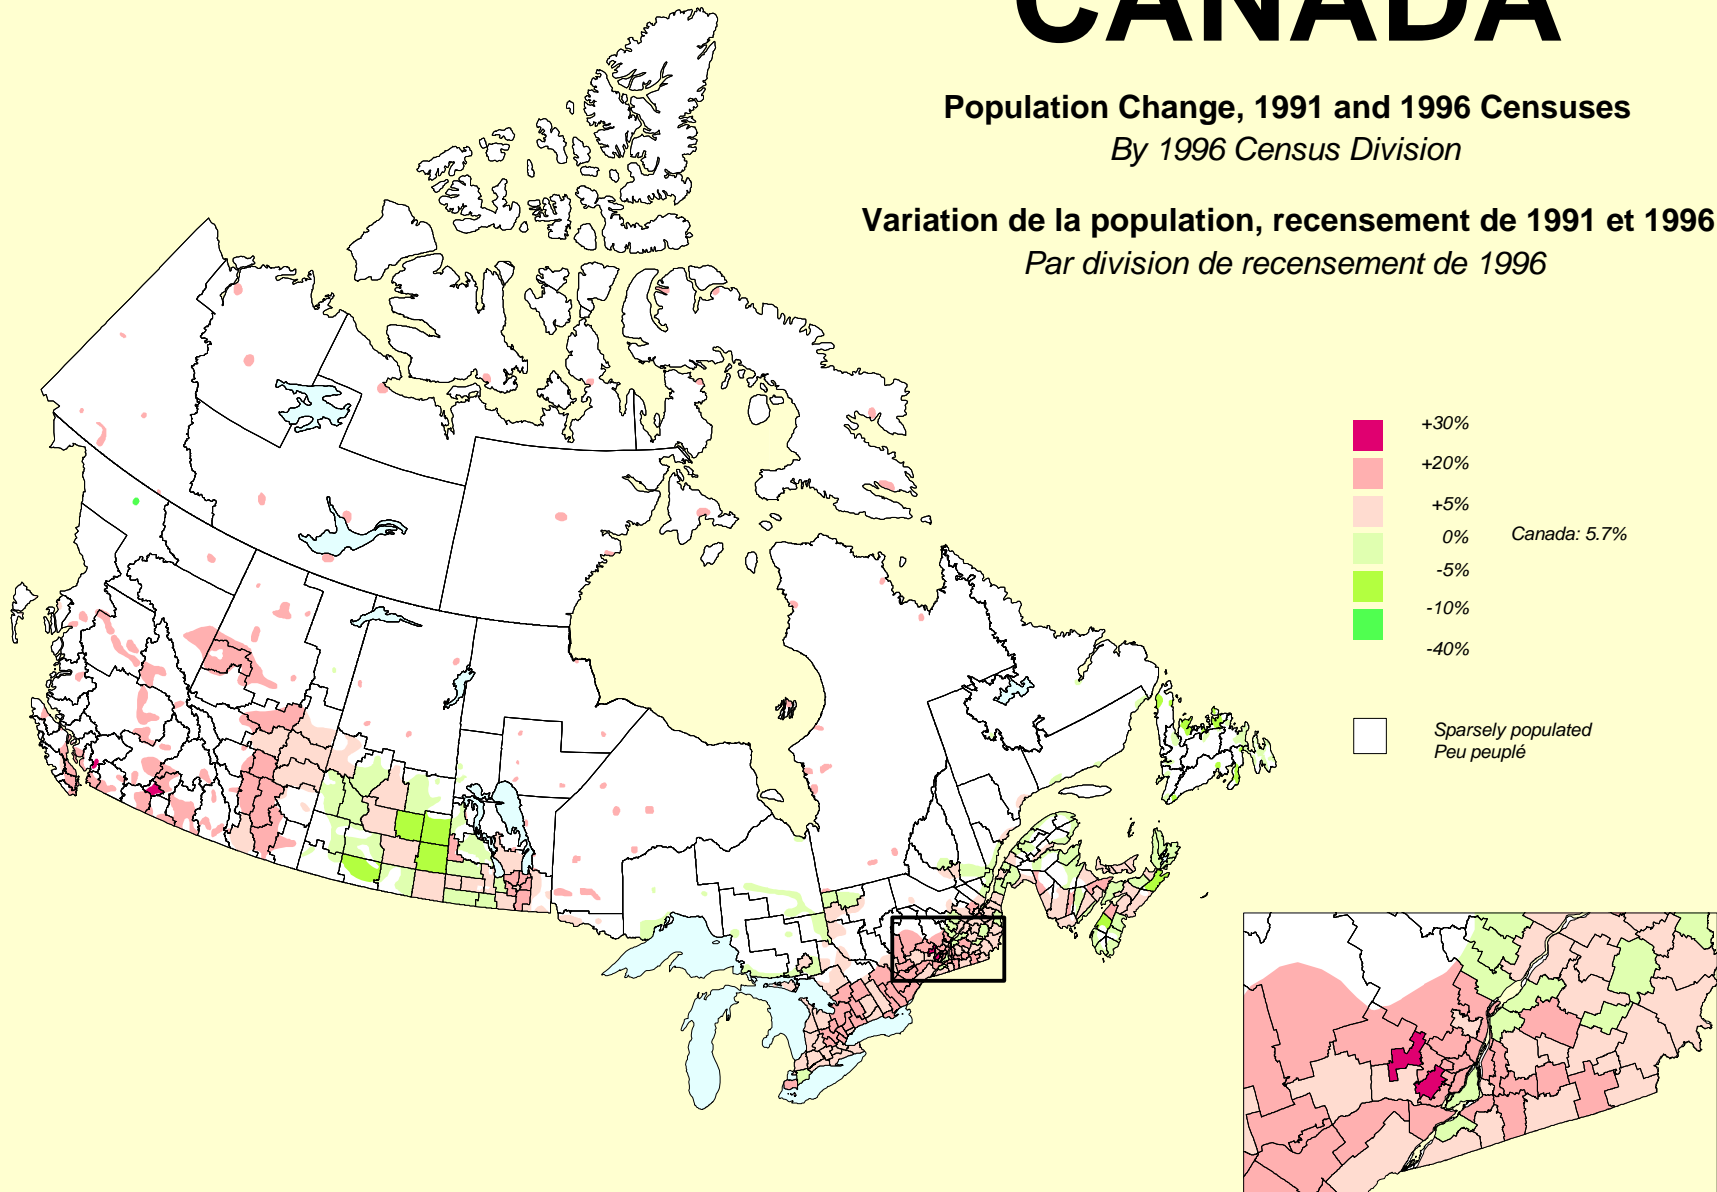 CANADA
Population Change, 1991 and 1996 Censuses
By 1996 Census Division
Variation de la population, recensement de 1991 et 1996
Par division de recensement de 1996
+30%
+20%
+5%
0%
Canada: 5.7%
-5%
-10%
-40%
Sparsely populated
Peu peuplé